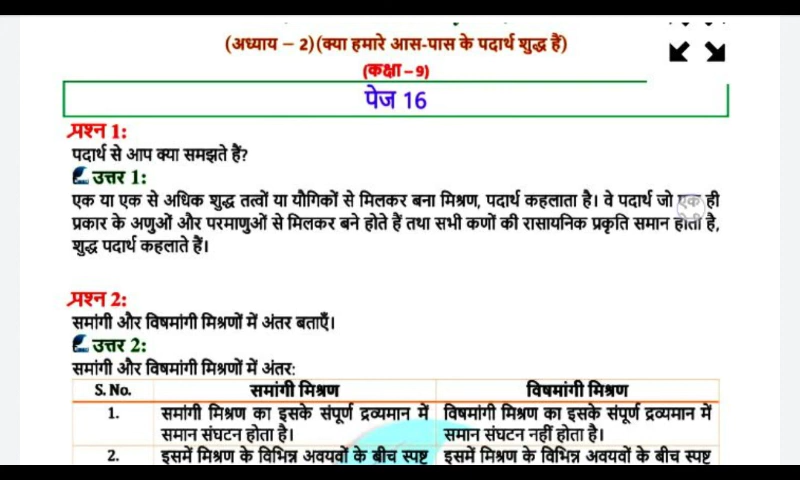 (अध्याय – 2)(क्या हमारे आस-पास के पदार्थ शुद्ध हैं)
(कक्षा – 9)
पेज 16
प्रश्न 1:
पदार्थ से आप क्या समझते हैं?
उत्तर 1:
एक या एक से अधिक शुद्ध तत्वों या यौगिकों से मिलकर बना मिश्रण, पदार्थ कहलाता है। वे पदार्थ जो एक ही
प्रकार के अणुओं और परमाणुओं से मिलकर बने होते हैं तथा सभी कणों की रासायनिक प्रकृति समान होती है,
शुद्ध पदार्थ कहलाते हैं।
प्रश्न 2:
समांगी और विषमांगी मिश्रणों में अंतर बताएँ।
उत्तर 2:
समांगी और विषमांगी मिश्रणों में अंतर:
S. No. समांगी मिश्रण विषमांगी मिश्रण
1. समांगी मिश्रण का इसके संपूर्ण द्रव्यमान में विषमांगी मिश्रण का इसके संपूर्ण द्रव्यमान में
समान संघटन होता है। समान संघटन नहीं होता है।
2. इसमें मिश्रण के विभिन्न अवयवों के बीच स्पष्ट इसमें मिश्रण के विभिन्न अवयवों के बीच स्पष्ट